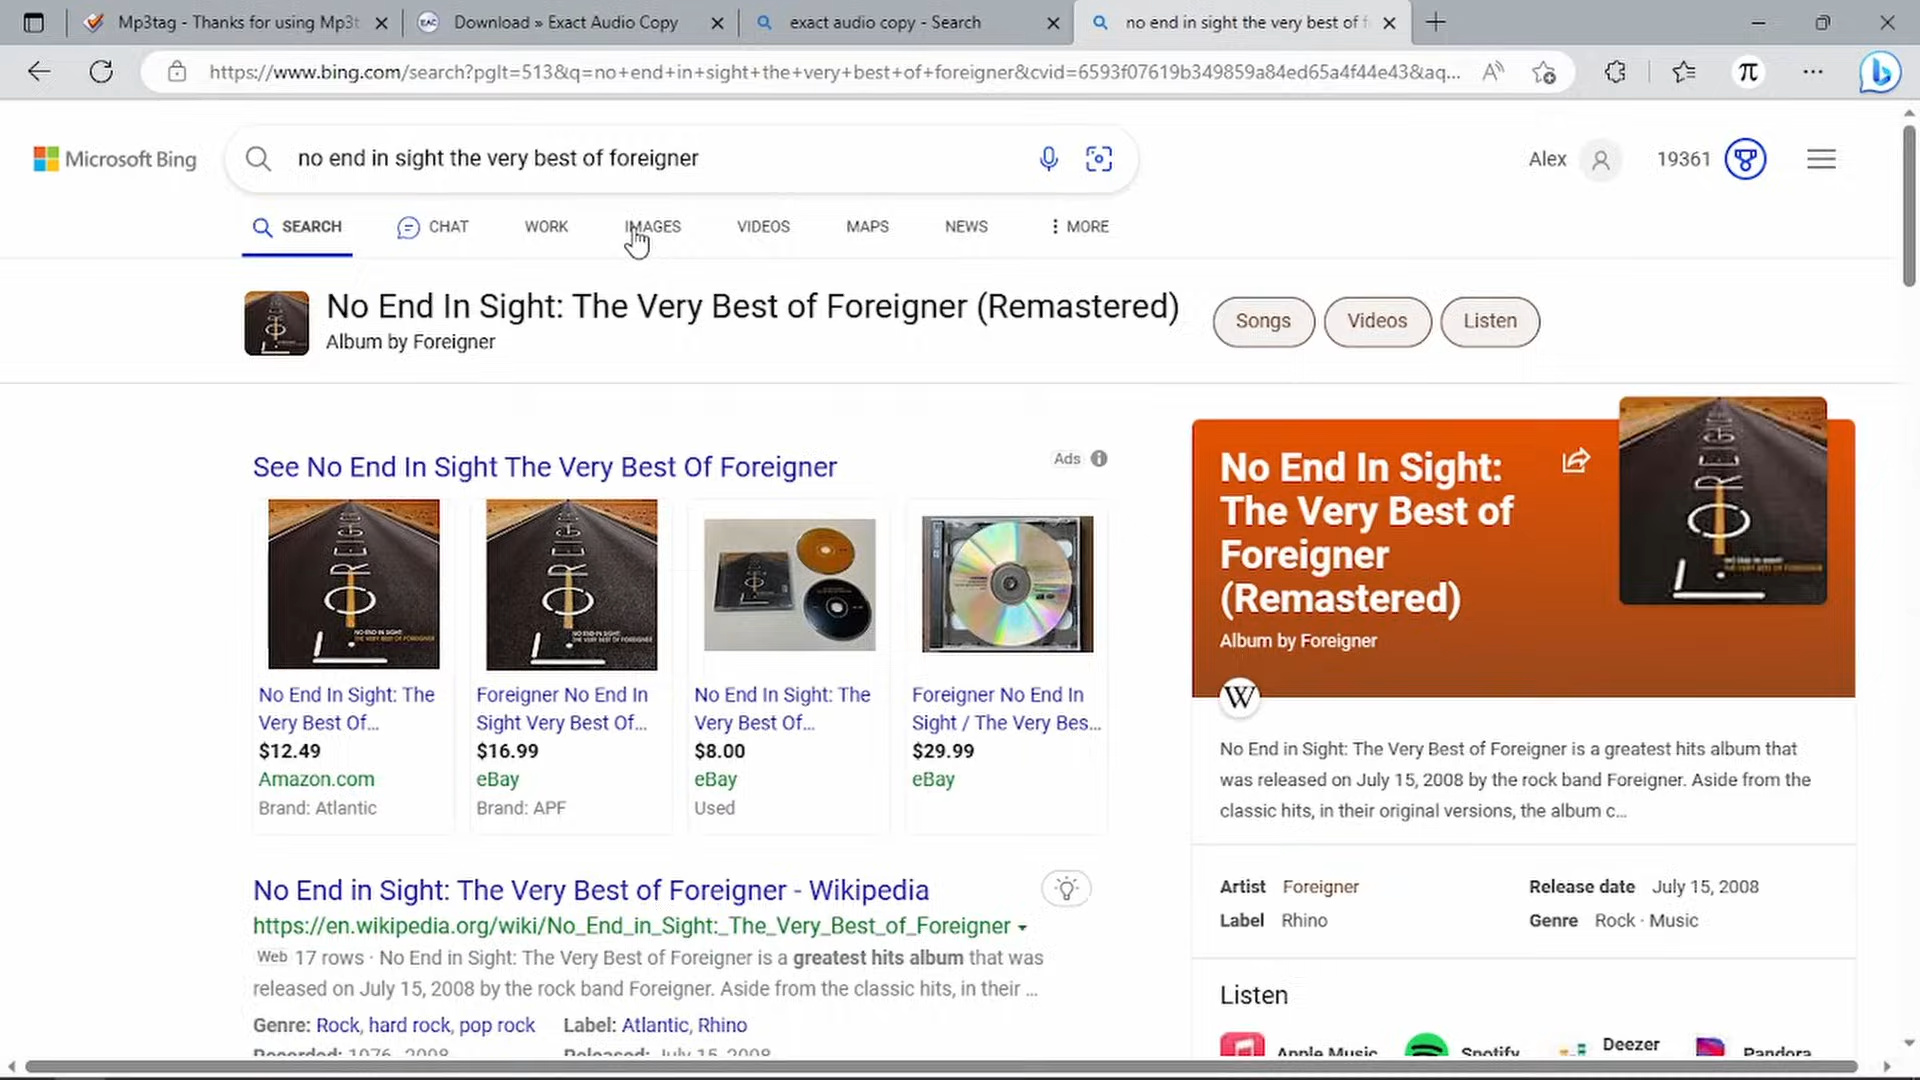 Mp3tag - Thanks for using Mp3t
Download » Exact Audio Copy
exact audio copy - Search
no end in sight the very best of f
https://www.bing.com/search?pglt=513&q=no+end+in+sight+the+very+best+of+foreigner&cvid=6593f07619b349859a84ed65a4f44e43&aq...
Microsoft Bing
no end in sight the very best of foreigner
Alex
19361
SEARCH
CHAT
WORK
IMAGES
VIDEOS
MAPS
NEWS
MORE
No End In Sight: The Very Best of Foreigner (Remastered)
Album by Foreigner
Songs
Videos
Listen
See No End In Sight The Very Best Of Foreigner
Ads
No End In Sight: The
Very Best Of...
$12.49
Amazon.com
Brand: Atlantic
Foreigner No End In
Sight Very Best Of...
$16.99
eBay
Brand: APF
No End In Sight: The
Very Best Of...
$8.00
eBay
Used
Foreigner No End In
Sight / The Very Bes...
$29.99
eBay
No End in Sight: The Very Best of Foreigner - Wikipedia
https://en.wikipedia.org/wiki/No_End_in_Sight:_The_Very_Best_of_Foreigner
Web 17 rows · No End in Sight: The Very Best of Foreigner is a greatest hits album that was
released on July 15, 2008 by the rock band Foreigner. Aside from the classic hits, in their ...
Genre: Rock, hard rock, pop rock
Label: Atlantic, Rhino
Recorded: 1976–2008
Released: July 15, 2008
No End In Sight:
The Very Best of
Foreigner
(Remastered)
Album by Foreigner
W
No End in Sight: The Very Best of Foreigner is a greatest hits album that
was released on July 15, 2008 by the rock band Foreigner. Aside from the
classic hits, in their original versions, the album c...
Artist Foreigner
Release date July 15, 2008
Label Rhino
Genre Rock · Music
Listen
Apple Music
Spotify
Deezer
Pandora